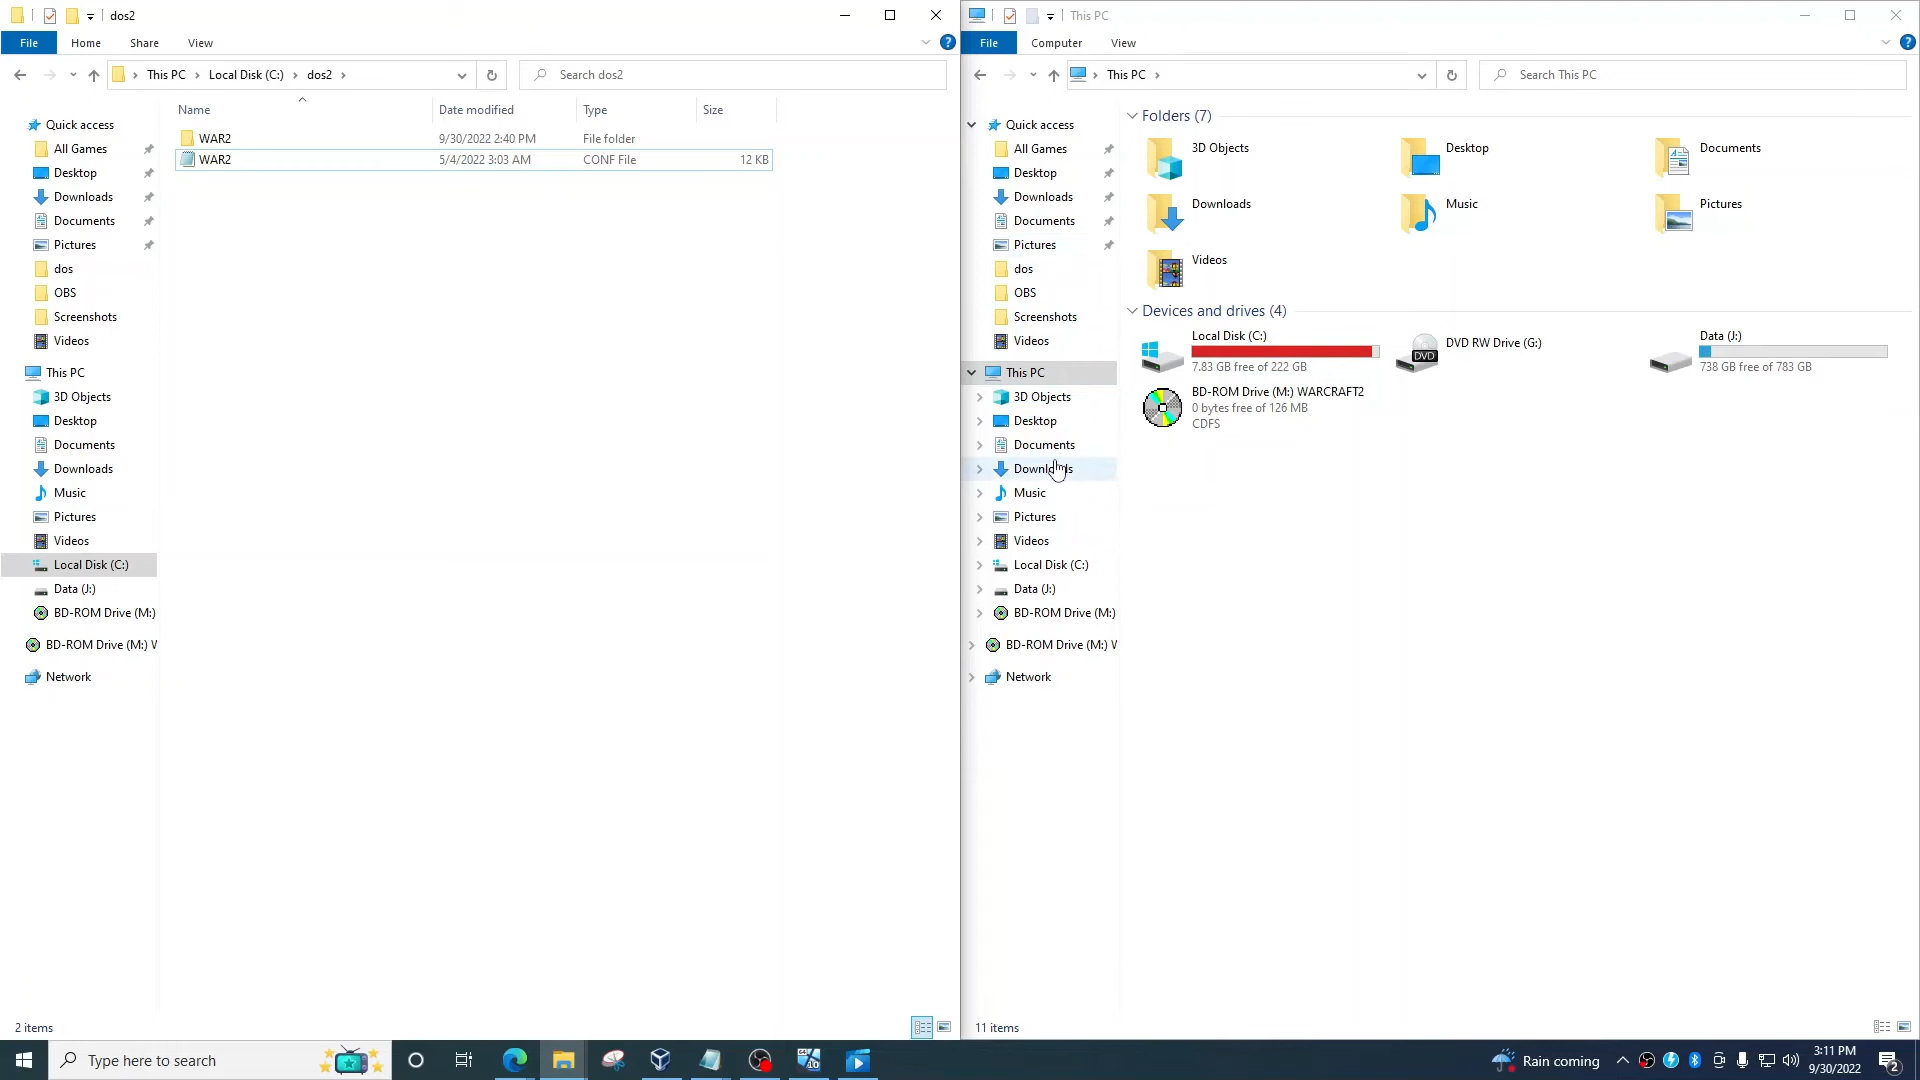 dos2
File
Home
Share
View
This PC
Local Disk (C:)
dos2
Search dos2
Quick access
All Games
Desktop
Downloads
Documents
Pictures
dos
OBS
Screenshots
Videos
This PC
3D Objects
Desktop
Documents
Downloads
Music
Pictures
Videos
Local Disk (C:)
Data (J:)
BD-ROM Drive (M:)
BD-ROM Drive (M:) W
Network
Name
Date modified
Type
Size
WAR2
9/30/2022 2:40 PM
File folder
WAR2
5/4/2022 3:03 AM
CONF File
12 KB
2 items
This PC
File
Computer
View
This PC
Search This PC
Quick access
All Games
Desktop
Downloads
Documents
Pictures
dos
OBS
Screenshots
Videos
This PC
3D Objects
Desktop
Documents
Downloads
Music
Pictures
Videos
Local Disk (C:)
Data (J:)
BD-ROM Drive (M:)
BD-ROM Drive (M:) W
Network
Folders (7)
3D Objects
Desktop
Documents
Downloads
Music
Pictures
Videos
Devices and drives (4)
Local Disk (C:)
7.83 GB free of 222 GB
DVD
DVD RW Drive (G:)
Data (J:)
738 GB free of 783 GB
BD-ROM Drive (M:) WARCRAFT2
0 bytes free of 126 MB
CDFS
11 items
Type here to search
64
10
Rain coming
3:11 PM
9/30/2022
2